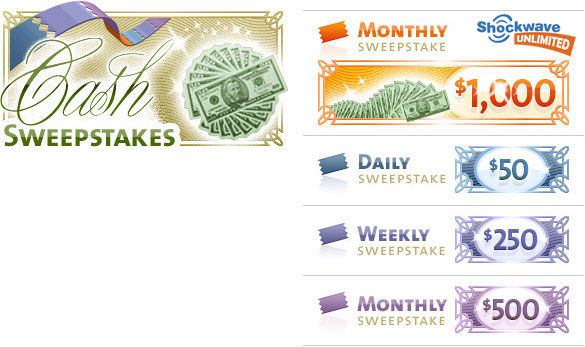 Cash
SWEEPSTAKES
MONTHLY
SWEEPSTAKE
Shockwave
UNLIMITED
$1,000
DAILY
SWEEPSTAKE
$50
WEEKLY
SWEEPSTAKE
$250
MONTHLY
SWEEPSTAKE
$500